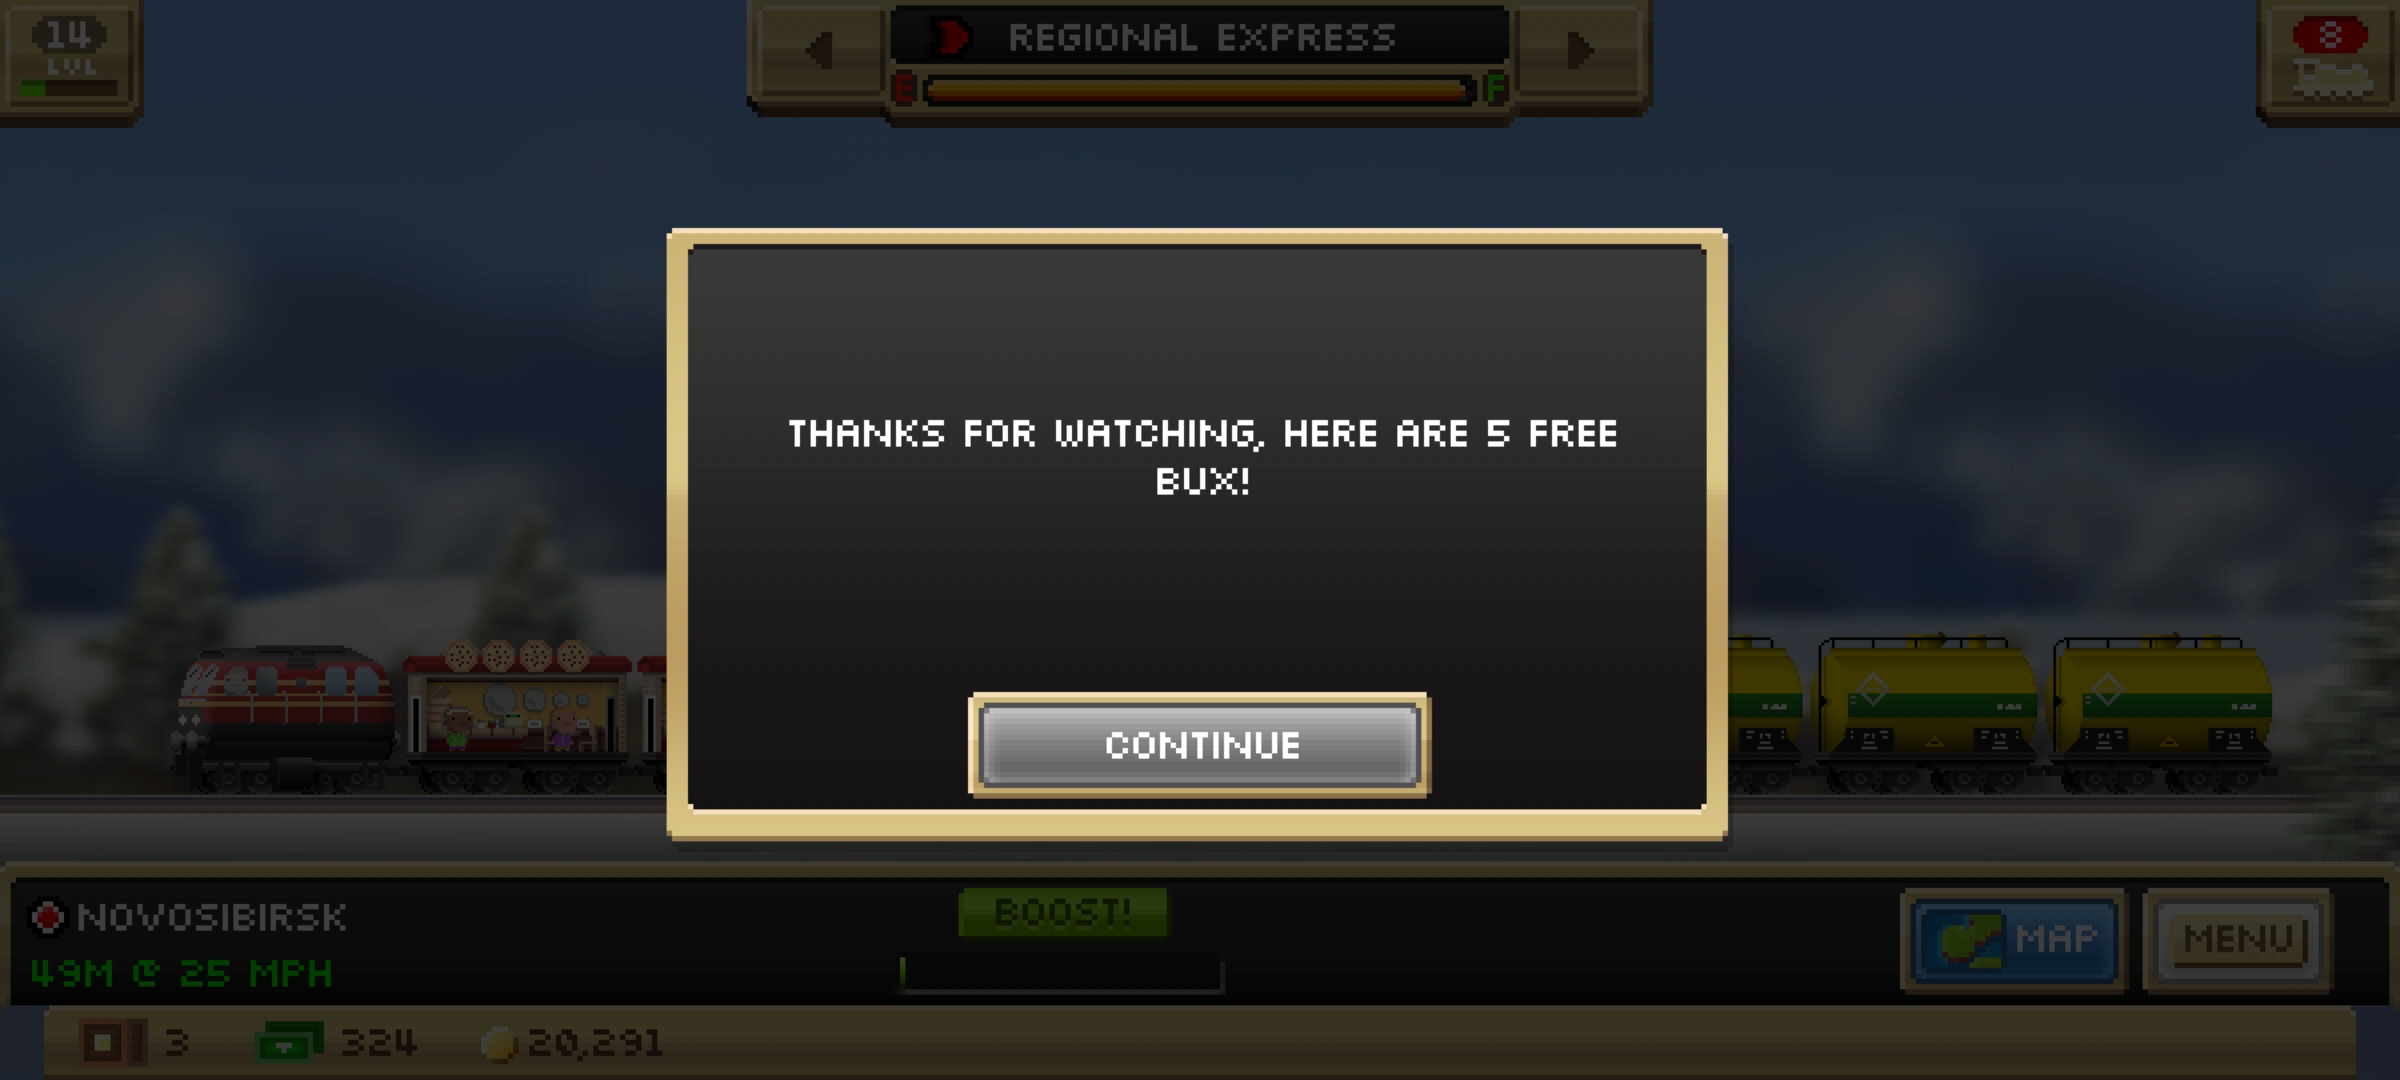 14
LVL
REGIONAL EXPRESS
E F
8
THANKS FOR WATCHING, HERE ARE 5 FREE
BUX!
CONTINUE
NOVOSIBIRSK
49M @ 25 MPH
BOOST!
MAP
MENU
3 324 20,291